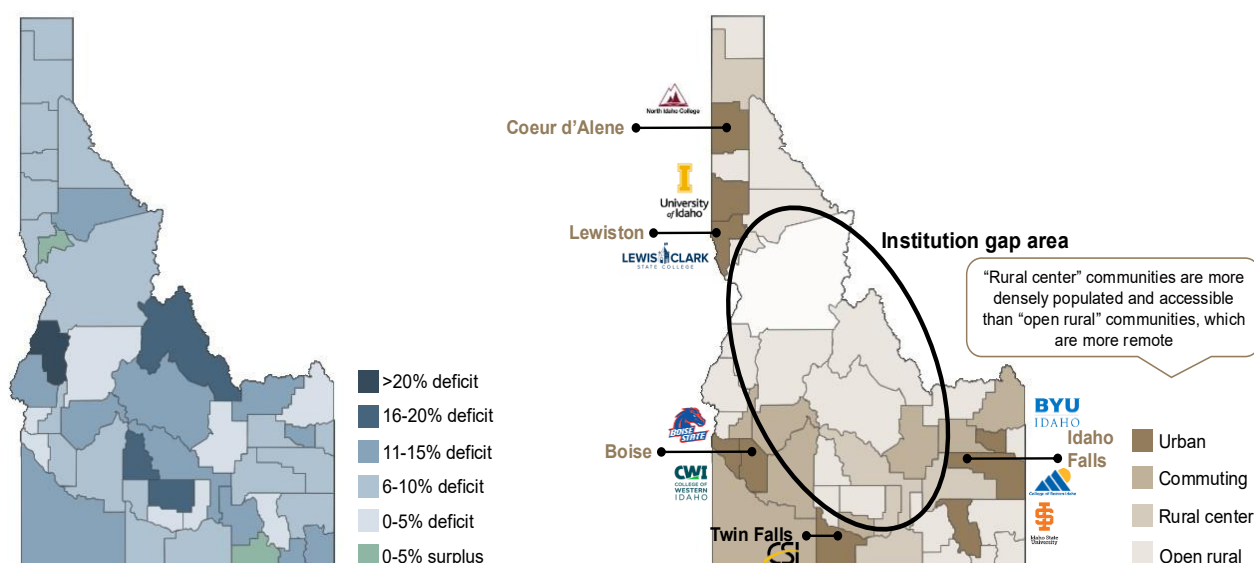 >20% deficit
16-20% deficit
11-15% deficit
6-10% deficit
0-5% deficit
0-5% surplus
North Idaho College
Coeur d’Alene
I
University
of Idaho
Lewiston
LEWIS CLARK
STATE COLLEGE
Institution gap area
“Rural center” communities are more
densely populated and accessible
than “open rural” communities, which
are more remote
BOISE STATE
Boise
CWI
COLLEGE OF
WESTERN
IDAHO
Twin Falls
CSI
BYU
IDAHO
Idaho
Falls
College of Eastern Idaho
IS
Idaho State
University
Urban
Commuting
Rural center
Open rural